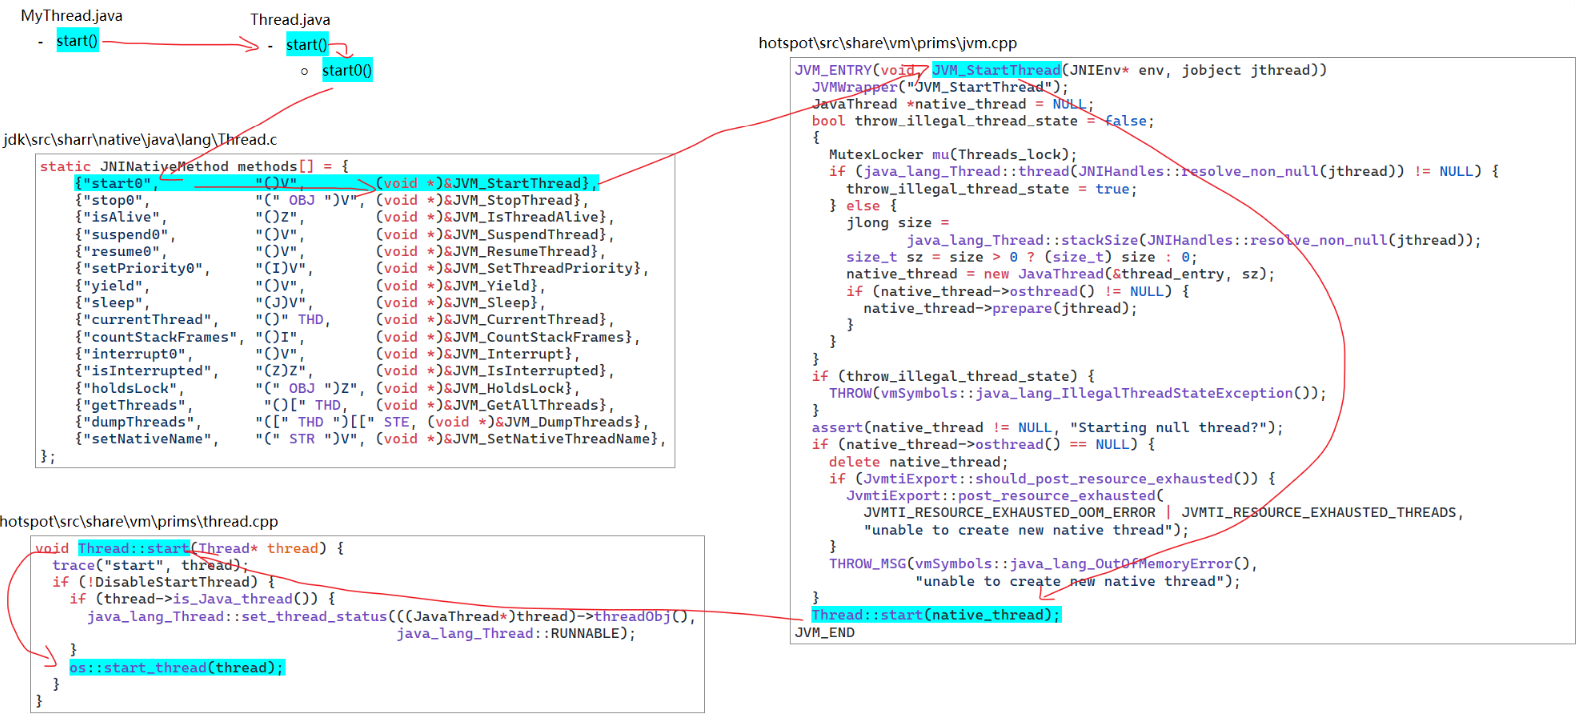 MyThread.java
- start()
Thread.java
- start()
○ start0()
jdk\src\sharr\native\java\lang\Thread.c
static JNINativeMethod methods[] = {
    {"start0",           "()V",        (void *)&JVM_StartThread},
    {"stop0",            "(" OBJ ")V", (void *)&JVM_StopThread},
    {"isAlive",          "()Z",        (void *)&JVM_IsThreadAlive},
    {"suspend0",         "()V",        (void *)&JVM_SuspendThread},
    {"resume0",          "()V",        (void *)&JVM_ResumeThread},
    {"setPriority0",     "(I)V",       (void *)&JVM_SetThreadPriority},
    {"yield",            "()V",        (void *)&JVM_Yield},
    {"sleep",            "(J)V",       (void *)&JVM_Sleep},
    {"currentThread",    "()" THD,     (void *)&JVM_CurrentThread},
    {"countStackFrames", "()I",        (void *)&JVM_CountStackFrames},
    {"interrupt0",       "()V",        (void *)&JVM_Interrupt},
    {"isInterrupted",    "(Z)Z",       (void *)&JVM_IsInterrupted},
    {"holdsLock",        "(" OBJ ")Z", (void *)&JVM_HoldsLock},
    {"getThreads",        "()[" THD,   (void *)&JVM_GetAllThreads},
    {"dumpThreads",      "([" THD ")[[" STE, (void *)&JVM_DumpThreads},
    {"setNativeName",    "(" STR ")V", (void *)&JVM_SetNativeThreadName},
};
hotspot\src\share\vm\prims\thread.cpp
void Thread::start(Thread* thread) {
  trace("start", thread);
  if (!DisableStartThread) {
    if (thread->is_Java_thread()) {
      java_lang_Thread::set_thread_status(((JavaThread*)thread)->threadObj(),
                                          java_lang_Thread::RUNNABLE);
    }
    os::start_thread(thread);
  }
}
hotspot\src\share\vm\prims\jvm.cpp
JVM_ENTRY(void, JVM_StartThread(JNIEnv* env, jobject jthread))
  JVMWrapper("JVM_StartThread");
  JavaThread *native_thread = NULL;
  bool throw_illegal_thread_state = false;
  {
    MutexLocker mu(Threads_lock);
    if (java_lang_Thread::thread(JNIHandles::resolve_non_null(jthread)) != NULL) {
      throw_illegal_thread_state = true;
    } else {
      jlong size =
             java_lang_Thread::stackSize(JNIHandles::resolve_non_null(jthread));
      size_t sz = size > 0 ? (size_t) size : 0;
      native_thread = new JavaThread(&thread_entry, sz);
      if (native_thread->osthread() != NULL) {
        native_thread->prepare(jthread);
      }
    }
  }
  if (throw_illegal_thread_state) {
    THROW(vmSymbols::java_lang_IllegalThreadStateException());
  }
  assert(native_thread != NULL, "Starting null thread?");
  if (native_thread->osthread() == NULL) {
    delete native_thread;
    if (JvmtiExport::should_post_resource_exhausted()) {
      JvmtiExport::post_resource_exhausted(
        JVMTI_RESOURCE_EXHAUSTED_OOM_ERROR | JVMTI_RESOURCE_EXHAUSTED_THREADS,
        "unable to create new native thread");
    }
    THROW_MSG(vmSymbols::java_lang_OutOfMemoryError(),
              "unable to create new native thread");
  }
  Thread::start(native_thread);
JVM_END